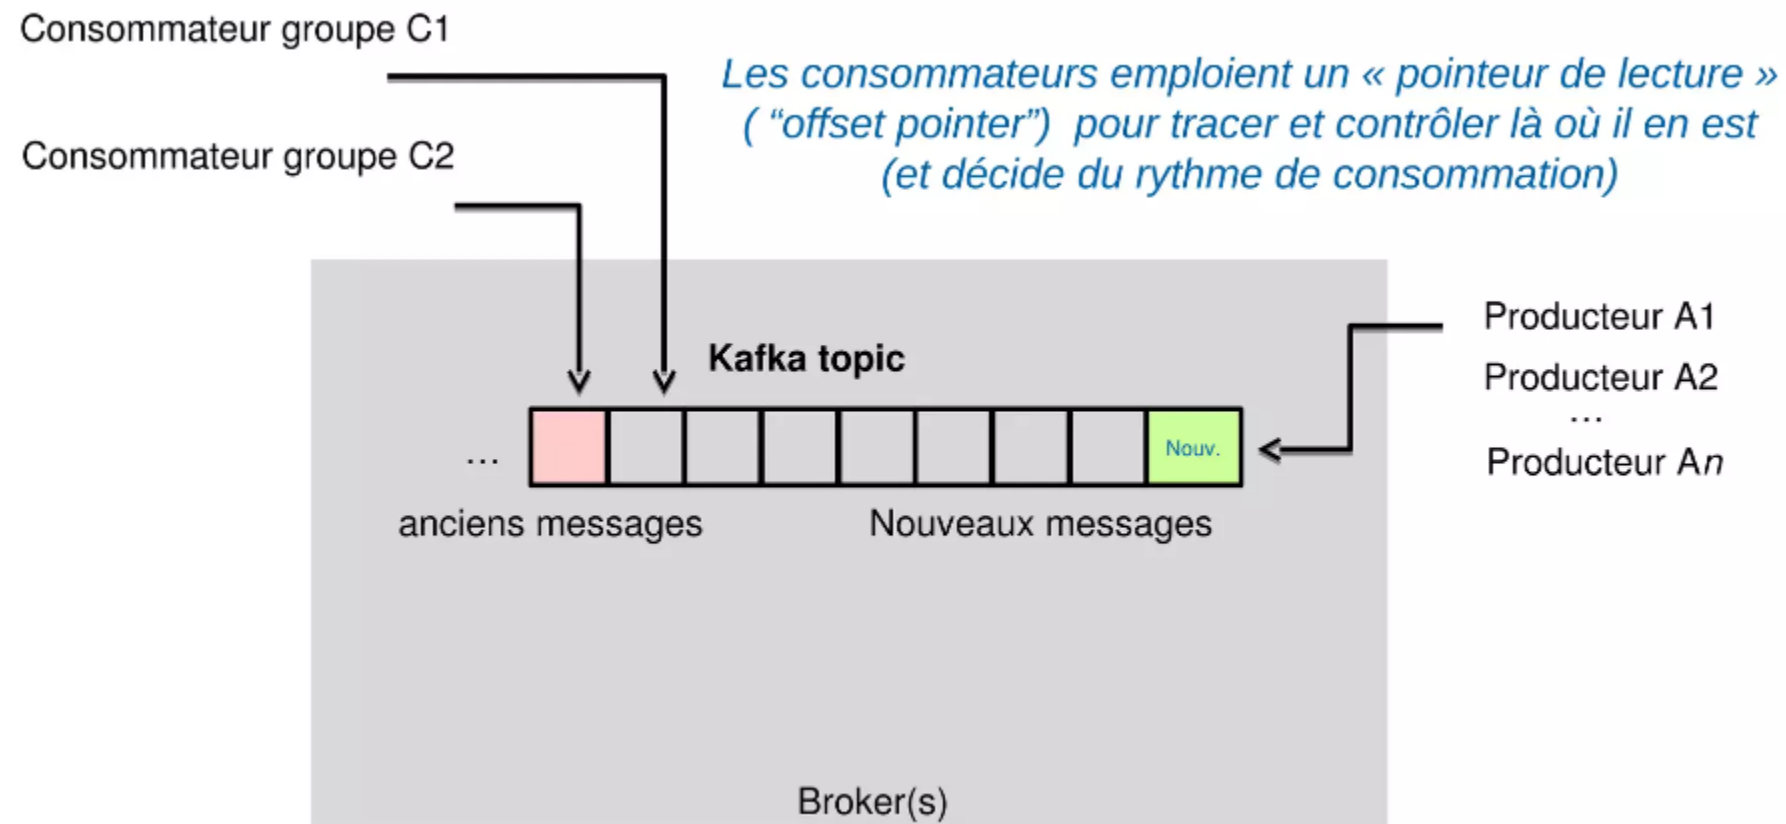 Consommateur groupe C1
Les consommateurs emploient un « pointeur de lecture »
( “offset pointer”) pour tracer et contrôler là où il en est
(et décide du rythme de consommation)
Consommateur groupe C2
Producteur A1
Producteur A2
...
Producteur An
Kafka topic
...
Nouv.
anciens messages
Nouveaux messages
Broker(s)